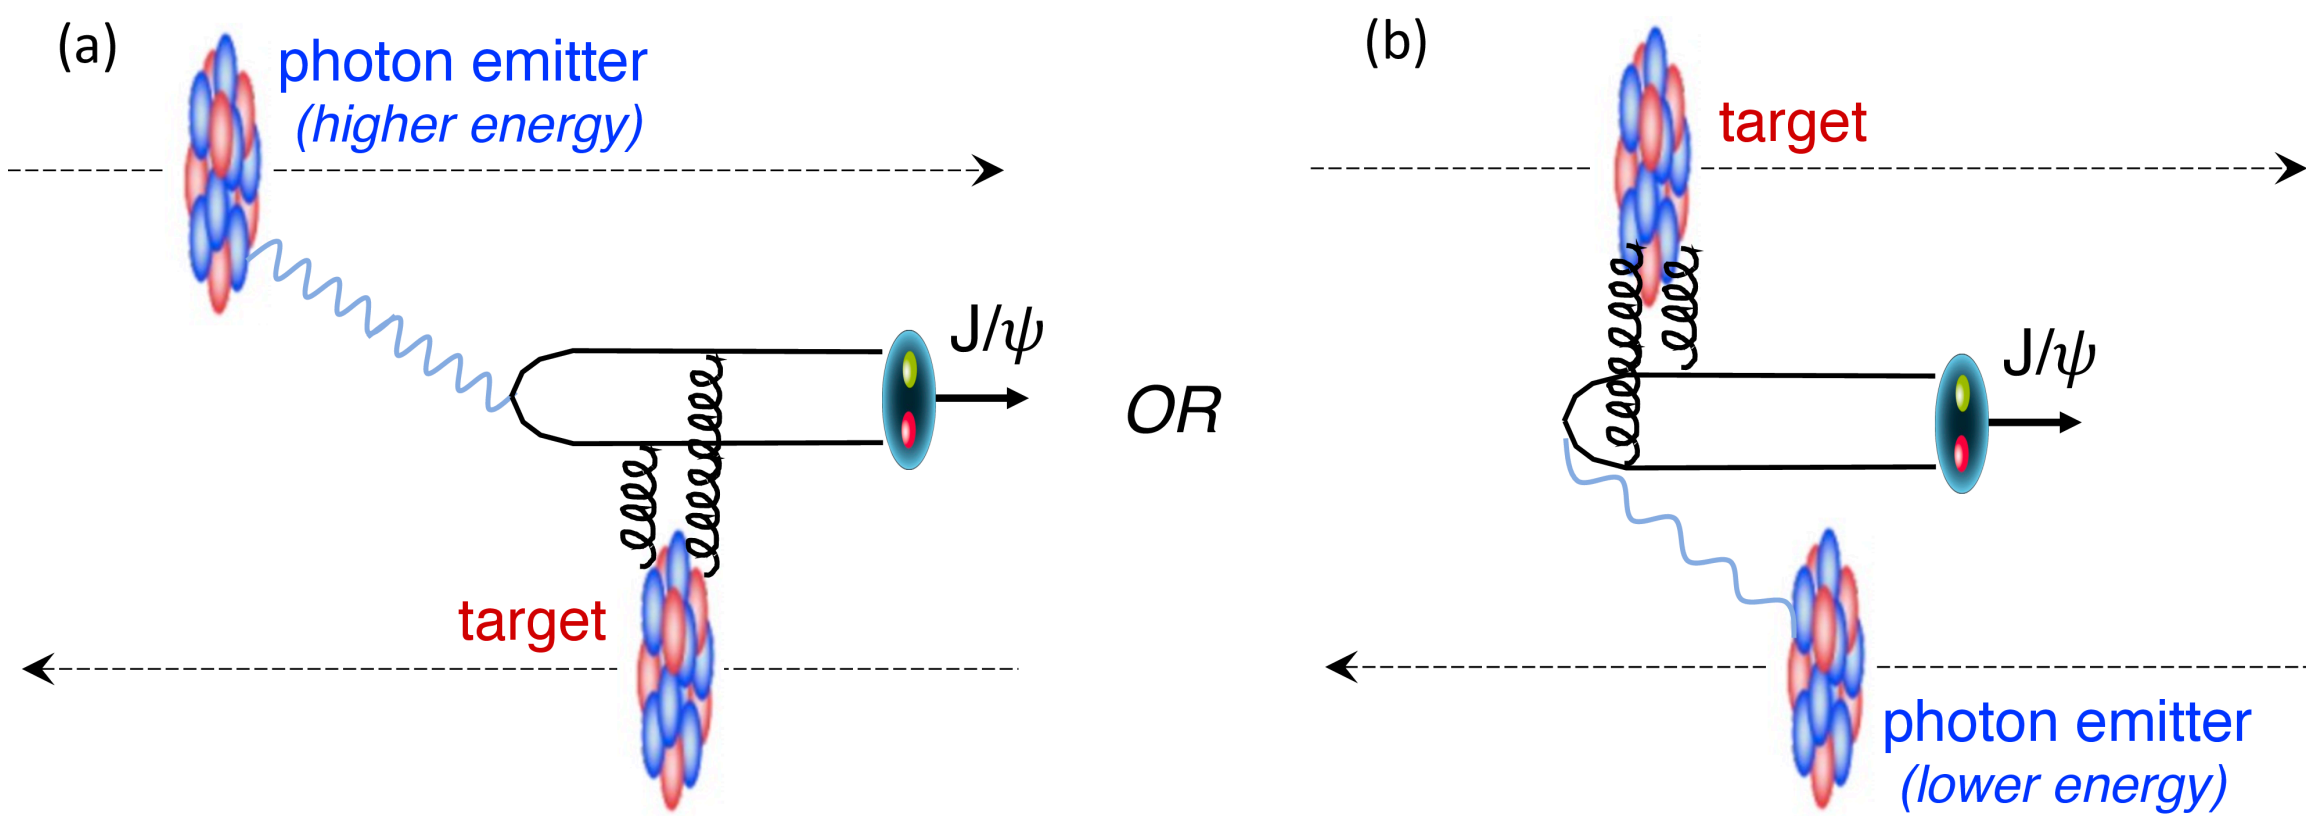 (a)
photon emitter
(higher energy)
J/ψ
target
OR
(b)
target
J/ψ
photon emitter
(lower energy)